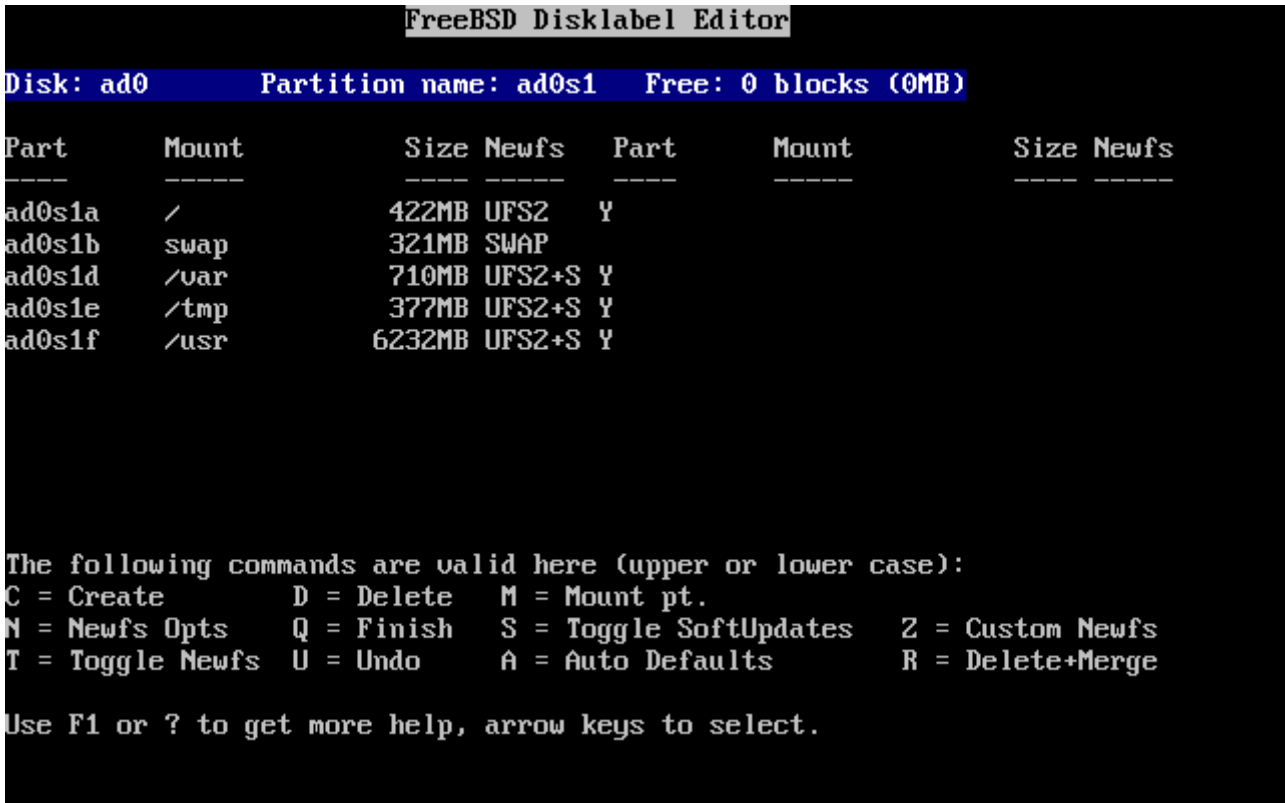 FreeBSD Disklabel Editor
Disk: ad0       Partition name: ad0s1   Free: 0 blocks (0MB)
Part      Mount          Size Newfs   Part      Mount          Size Newfs
----      -----          ---- -----   ----      -----          ---- -----
ad0s1a    /             422MB UFS2   Y
ad0s1b    swap          321MB SWAP
ad0s1d    /var          710MB UFS2+S Y
ad0s1e    /tmp          377MB UFS2+S Y
ad0s1f    /usr         6232MB UFS2+S Y
The following commands are valid here (upper or lower case):
C = Create        D = Delete   M = Mount pt.
N = Newfs Opts    Q = Finish   S = Toggle SoftUpdates   Z = Custom Newfs
T = Toggle Newfs  U = Undo     A = Auto Defaults        R = Delete+Merge
Use F1 or ? to get more help, arrow keys to select.